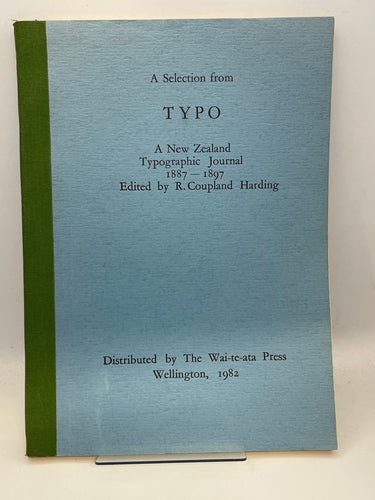 A Selection from
TYPO
A New Zealand
Typographic Journal
1887 — 1897
Edited by R. Coupland Harding
Distributed by The Wai-te-ata Press
Wellington, 1982